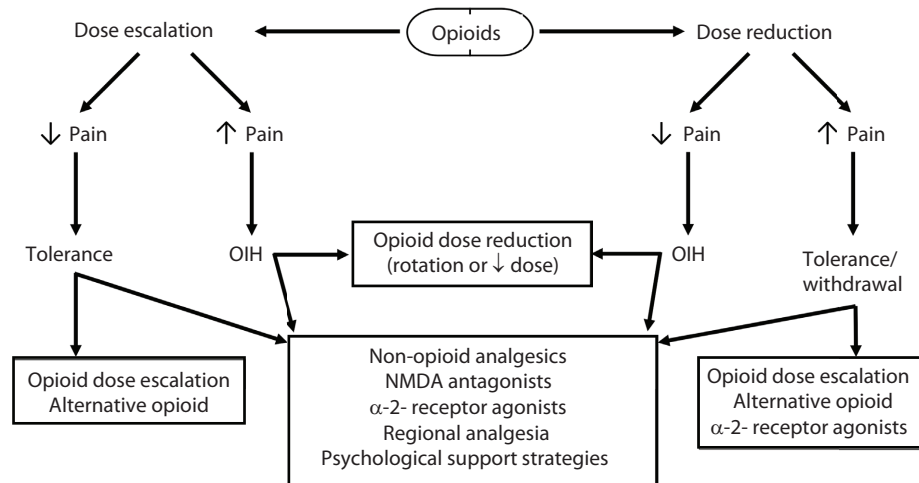 Dose escalation
Opioids
Dose reduction
↓ Pain
↑ Pain
↓ Pain
↑ Pain
Tolerance
OIH
Opioid dose reduction
(rotation or ↓ dose)
OIH
Tolerance/
withdrawal
Opioid dose escalation
Alternative opioid
Non-opioid analgesics
NMDA antagonists
α-2- receptor agonists
Regional analgesia
Psychological support strategies
Opioid dose escalation
Alternative opioid
α-2- receptor agonists